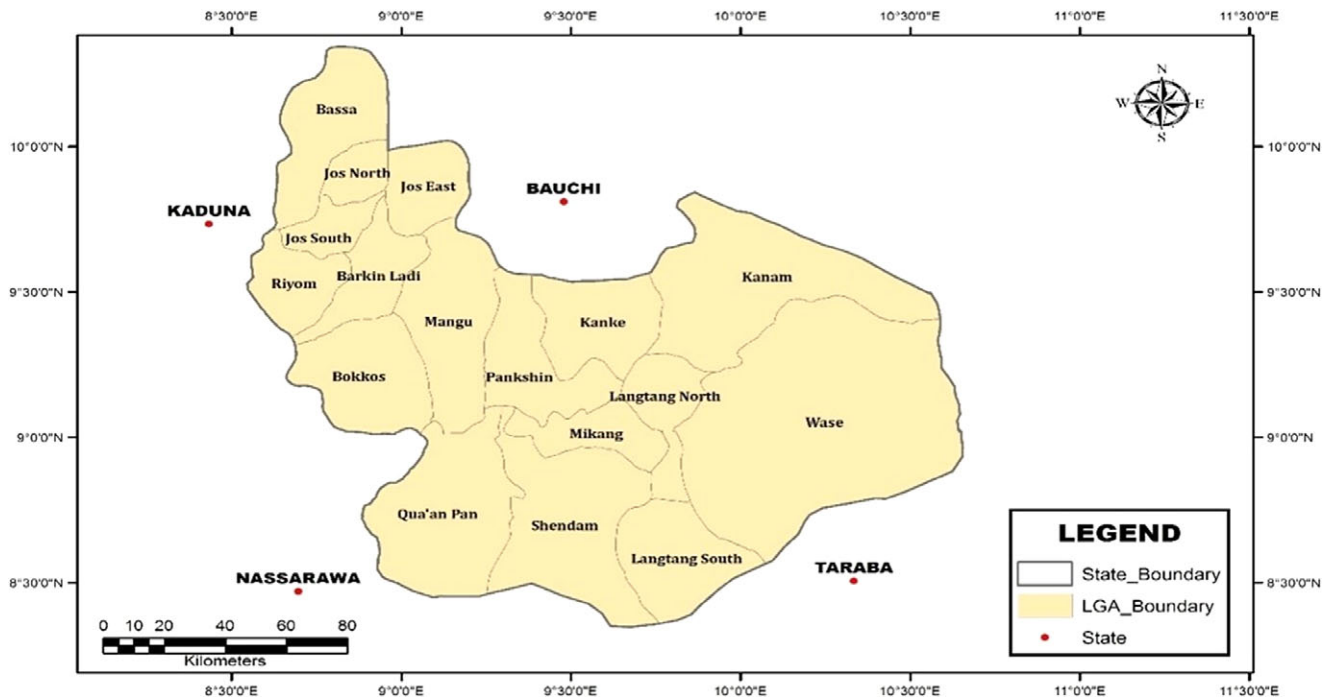 8°30'0"E 9°0'0"E 9°30'0"E 10°0'0"E 10°30'0"E 11°0'0"E 11°30'0"E
N
W E
S
Bassa
10°0'0"N 10°0'0"N
Jos North
Jos East
BAUCHI
KADUNA
Jos South
Barkin Ladi
Kanam
Riyom
9°30'0"N 9°30'0"N
Mangu
Kanke
Bokkos
Pankshin
Langtang North
Wase
Mikang
9°0'0"N 9°0'0"N
Qua'an Pan
Shendam
Langtang South
TARABA
NASSARAWA
8°30'0"N 8°30'0"N
LEGEND
State_Boundary
LGA_Boundary
State
0 10 20 40 60 80
Kilometers
8°30'0"E 9°0'0"E 9°30'0"E 10°0'0"E 10°30'0"E 11°0'0"E 11°30'0"E